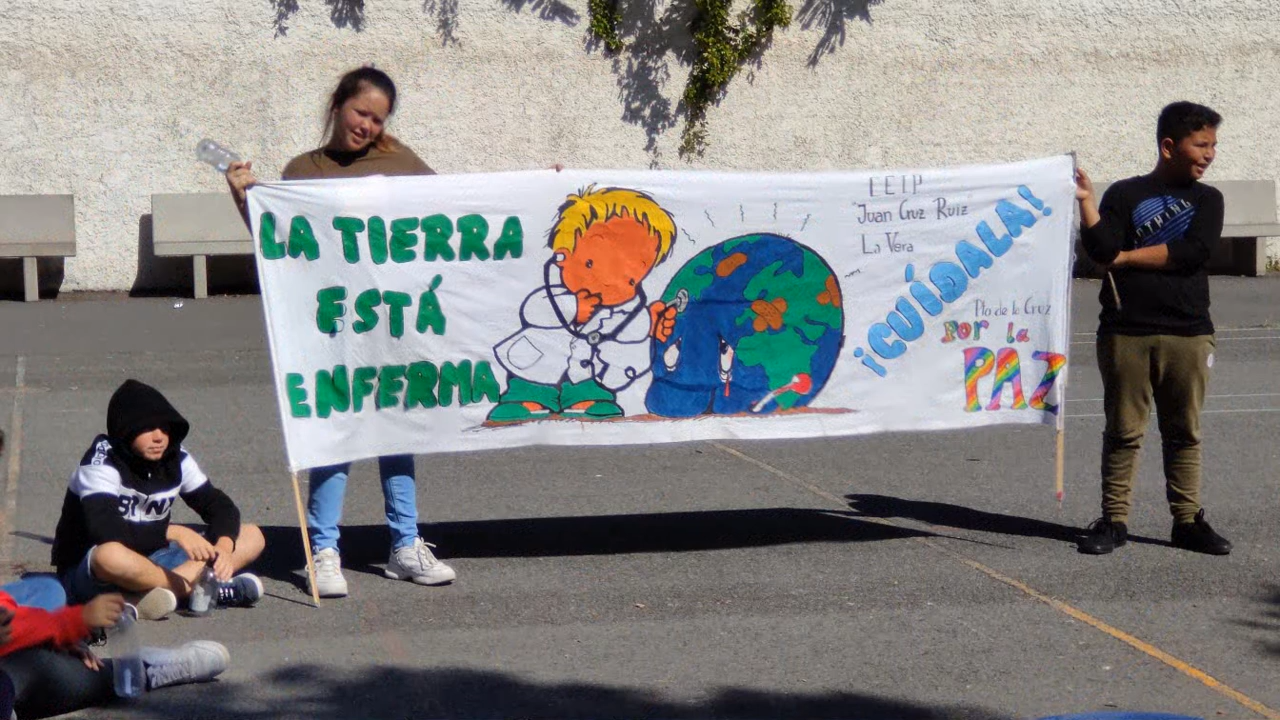 LA TIERRA
ESTÁ
ENFERMA
CEIP
Juan Cruz Ruiz
La Vera
¡CUÍDALA!
Pto de la Cruz
Por la
PAZ